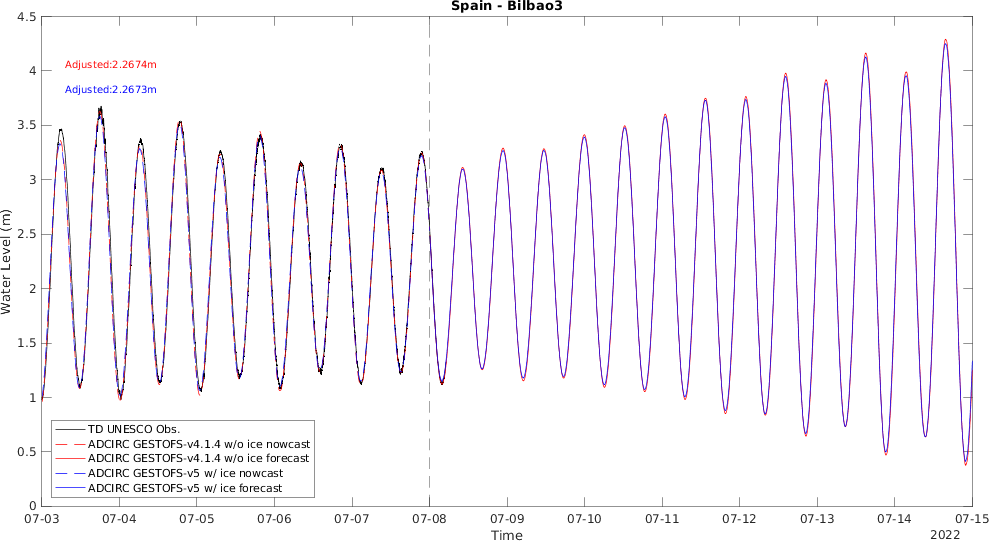 Spain - Bilbao3
4.5
4
3.5
3
2.5
2
1.5
1
0.5
0
Water Level (m)
Adjusted:2.2674m
Adjusted:2.2673m
TD UNESCO Obs.
ADCIRC GESTOFS-v4.1.4 w/o ice nowcast
ADCIRC GESTOFS-v4.1.4 w/o ice forecast
ADCIRC GESTOFS-v5 w/ ice nowcast
ADCIRC GESTOFS-v5 w/ ice forecast
07-03 07-04 07-05 07-06 07-07 07-08 07-09 07-10 07-11 07-12 07-13 07-14 07-15
Time
2022